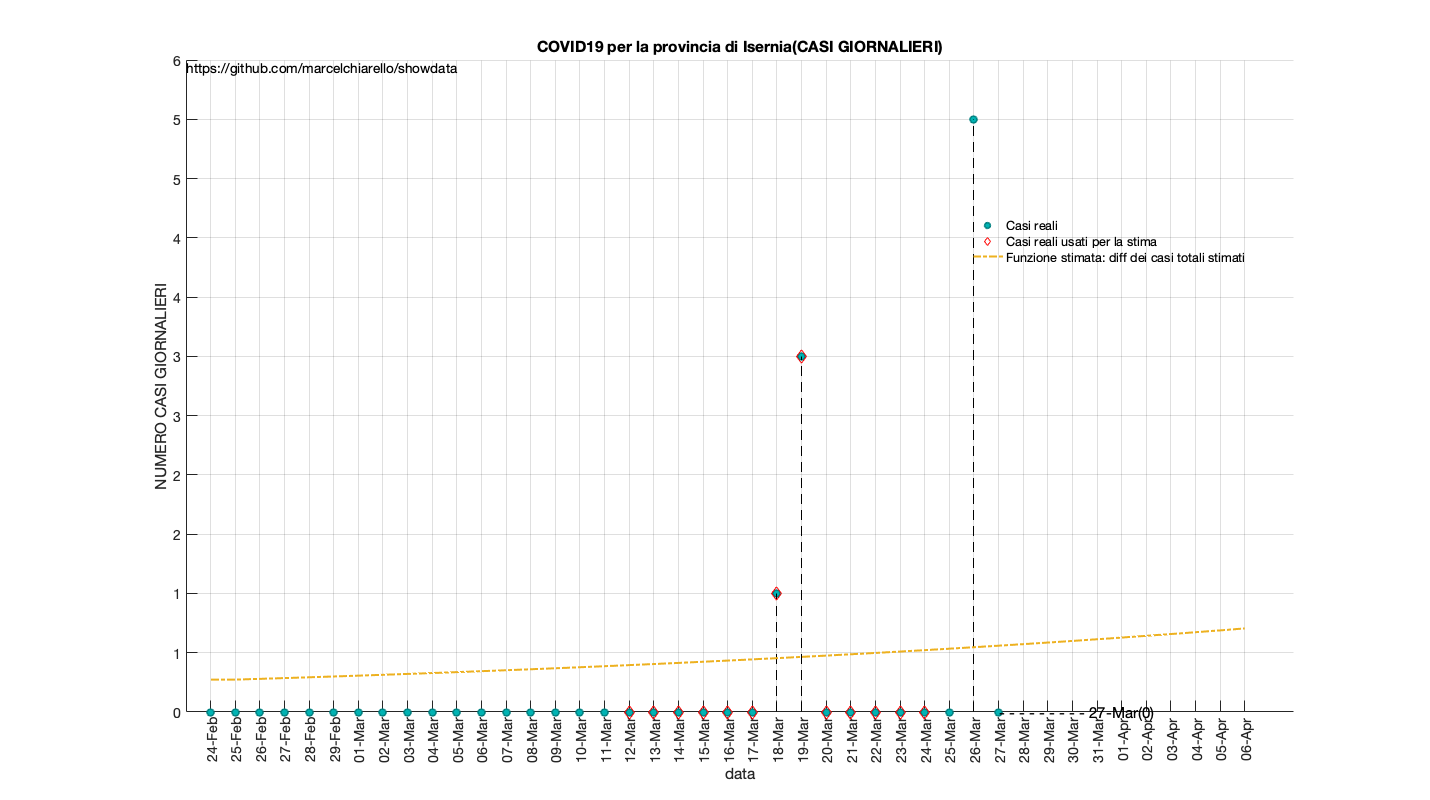 COVID19 per la provincia di Isernia(CASI GIORNALIERI)
https://github.com/marcelchiarello/showdata
6
5
5
4
4
3
3
2
2
1
1
0
NUMERO CASI GIORNALIERI
Casi reali
Casi reali usati per la stima
Funzione stimata: diff dei casi totali stimati
27-Mar(0)
24-Feb
25-Feb
26-Feb
27-Feb
28-Feb
29-Feb
01-Mar
02-Mar
03-Mar
04-Mar
05-Mar
06-Mar
07-Mar
08-Mar
09-Mar
10-Mar
11-Mar
12-Mar
13-Mar
14-Mar
15-Mar
16-Mar
17-Mar
18-Mar
19-Mar
20-Mar
21-Mar
22-Mar
23-Mar
24-Mar
25-Mar
26-Mar
27-Mar
28-Mar
29-Mar
30-Mar
31-Mar
01-Apr
02-Apr
03-Apr
04-Apr
05-Apr
06-Apr
data